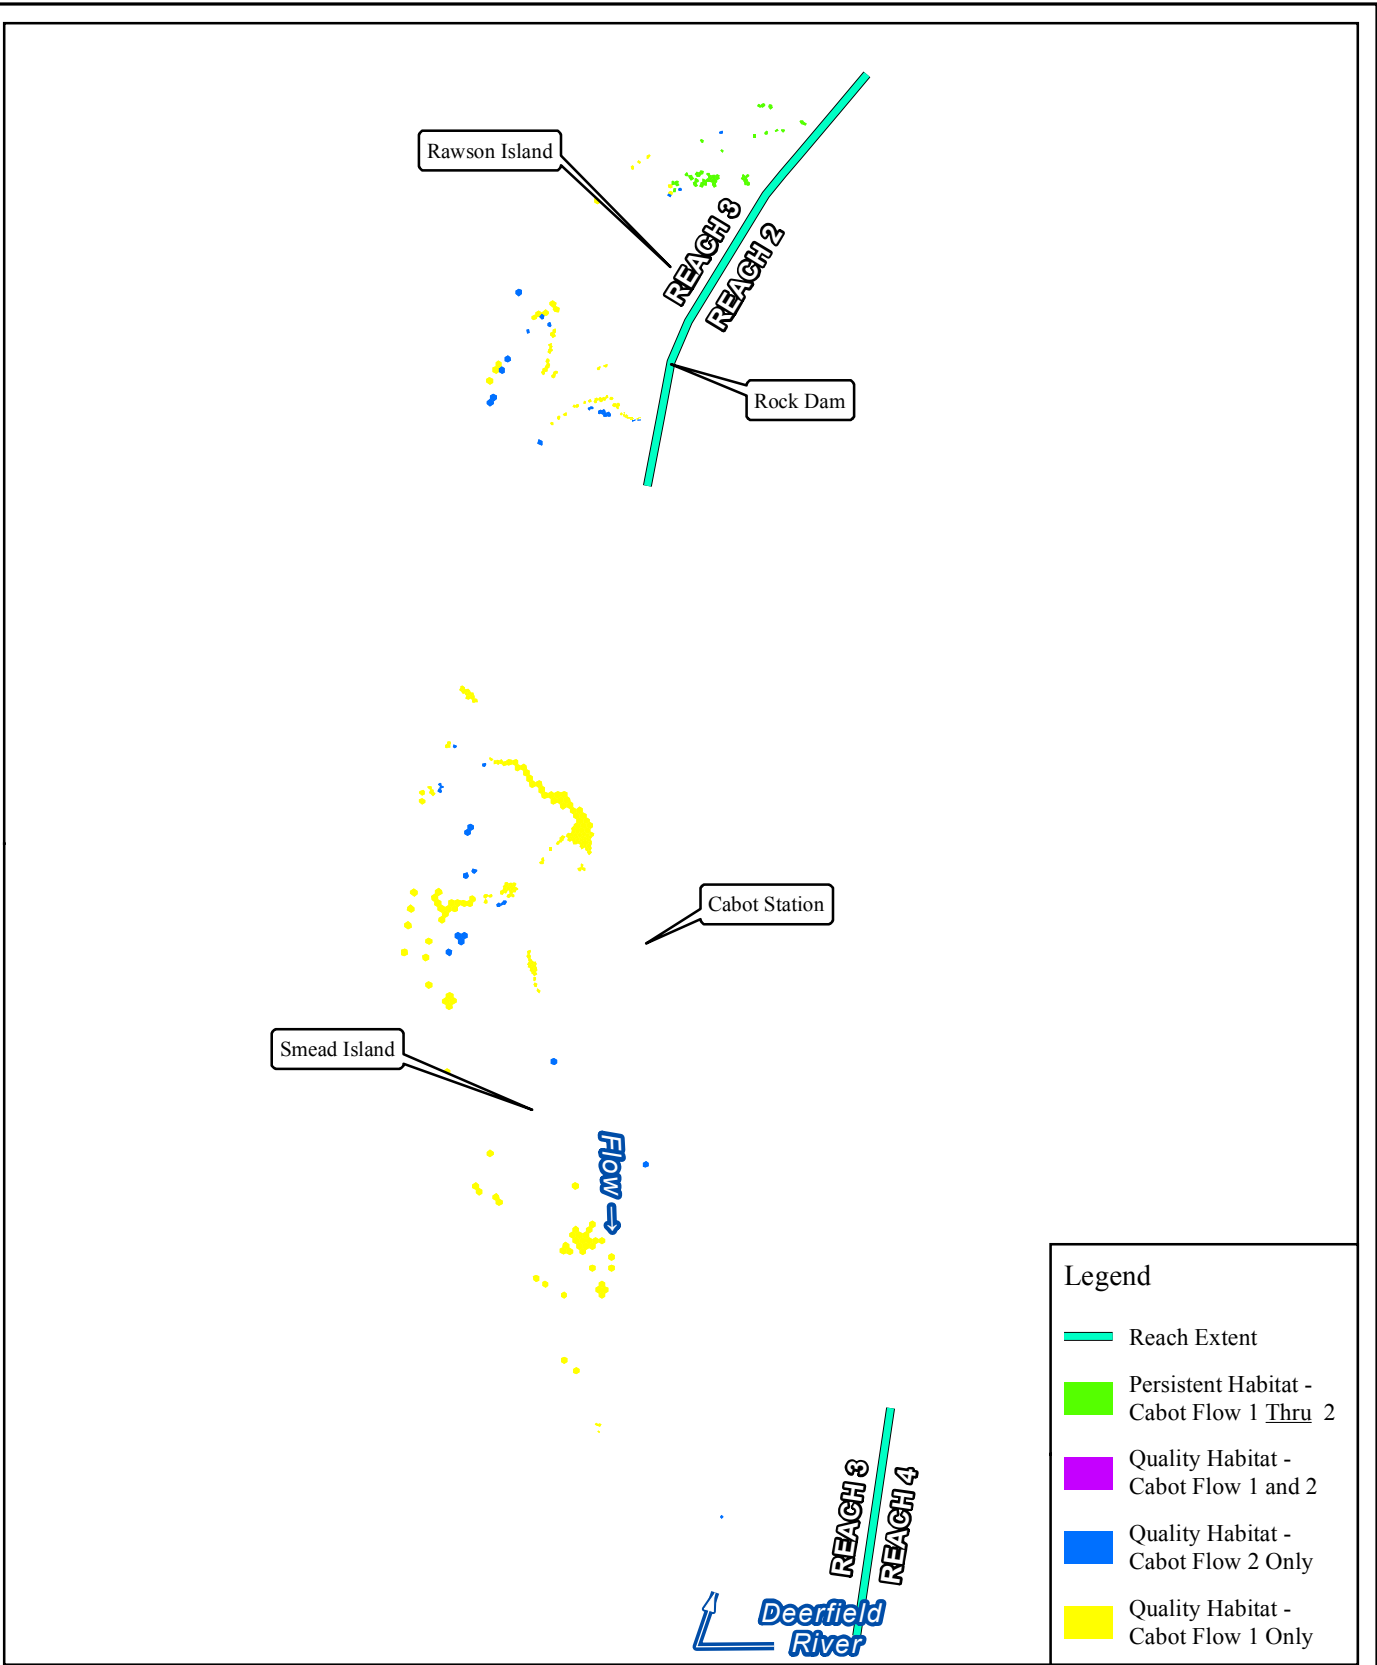 Rawson Island
REACH 3
REACH 2
Rock Dam
Cabot Station
Smead Island
Flow
Legend
Reach Extent
Persistent Habitat -
Cabot Flow 1 Thru 2
Quality Habitat -
Cabot Flow 1 and 2
Quality Habitat -
Cabot Flow 2 Only
Quality Habitat -
Cabot Flow 1 Only
REACH 3
REACH 4
Deerfield
River